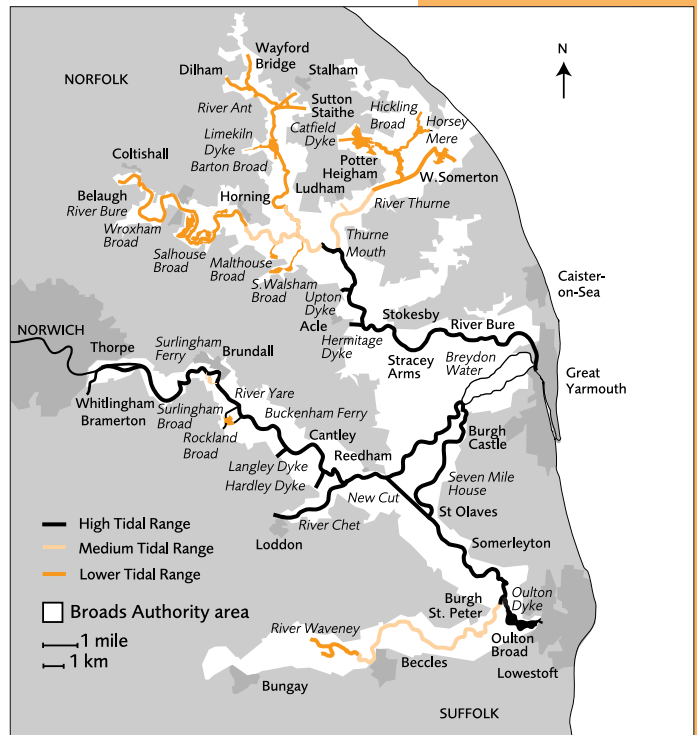 Wayford
Bridge
N
NORFOLK
Dilham
Stalham
River Ant
Sutton
Staithe
Hickling
Broad
Horsey
Mere
Limekiln
Dyke
Catfield
Dyke
Coltishall
Barton Broad
Potter
Heigham
W.Somerton
Belaugh
Horning
Ludham
River Bure
River Thurne
Wroxham
Broad
Salhouse
Broad
Malthouse
Broad
Thurne
Mouth
S.Walsham
Broad
Caister-
on-Sea
Upton
Dyke
Stokesby
NORWICH
Acle
River Bure
Thorpe
Surlingham
Ferry
Brundall
Hermitage
Dyke
Stracey
Arms
Breydon
Water
Great
Yarmouth
Whitlingham
River Yare
Bramerton
Surlingham
Broad
Buckenham Ferry
Rockland
Broad
Cantley
Burgh
Castle
Reedham
Langley Dyke
Hardley Dyke
Seven Mile
House
New Cut
St Olaves
River Chet
Loddon
Somerleyton
High Tidal Range
Medium Tidal Range
Lower Tidal Range
Broads Authority area
1 mile
1 km
Burgh
St. Peter
Oulton
Dyke
River Waveney
Oulton
Broad
Beccles
Lowestoft
Bungay
SUFFOLK